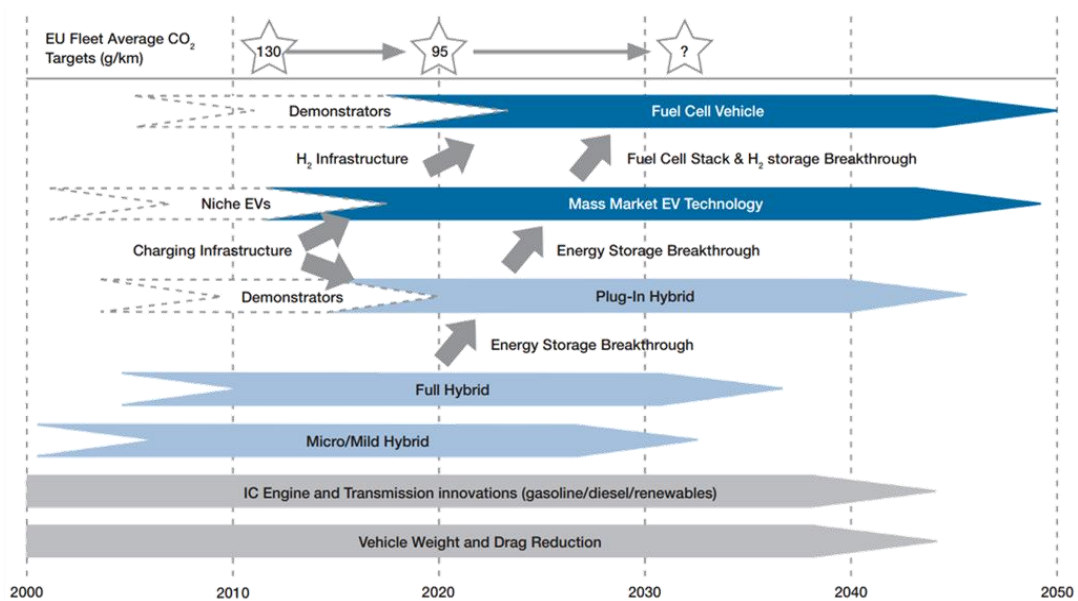 EU Fleet Average CO₂
Targets (g/km)
130
95
?
Demonstrators
Fuel Cell Vehicle
H₂ Infrastructure
Fuel Cell Stack & H₂ storage Breakthrough
Niche EVs
Mass Market EV Technology
Charging Infrastructure
Energy Storage Breakthrough
Demonstrators
Plug-In Hybrid
Energy Storage Breakthrough
Full Hybrid
Micro/Mild Hybrid
IC Engine and Transmission innovations (gasoline/diesel/renewables)
Vehicle Weight and Drag Reduction
2000
2010
2020
2030
2040
2050